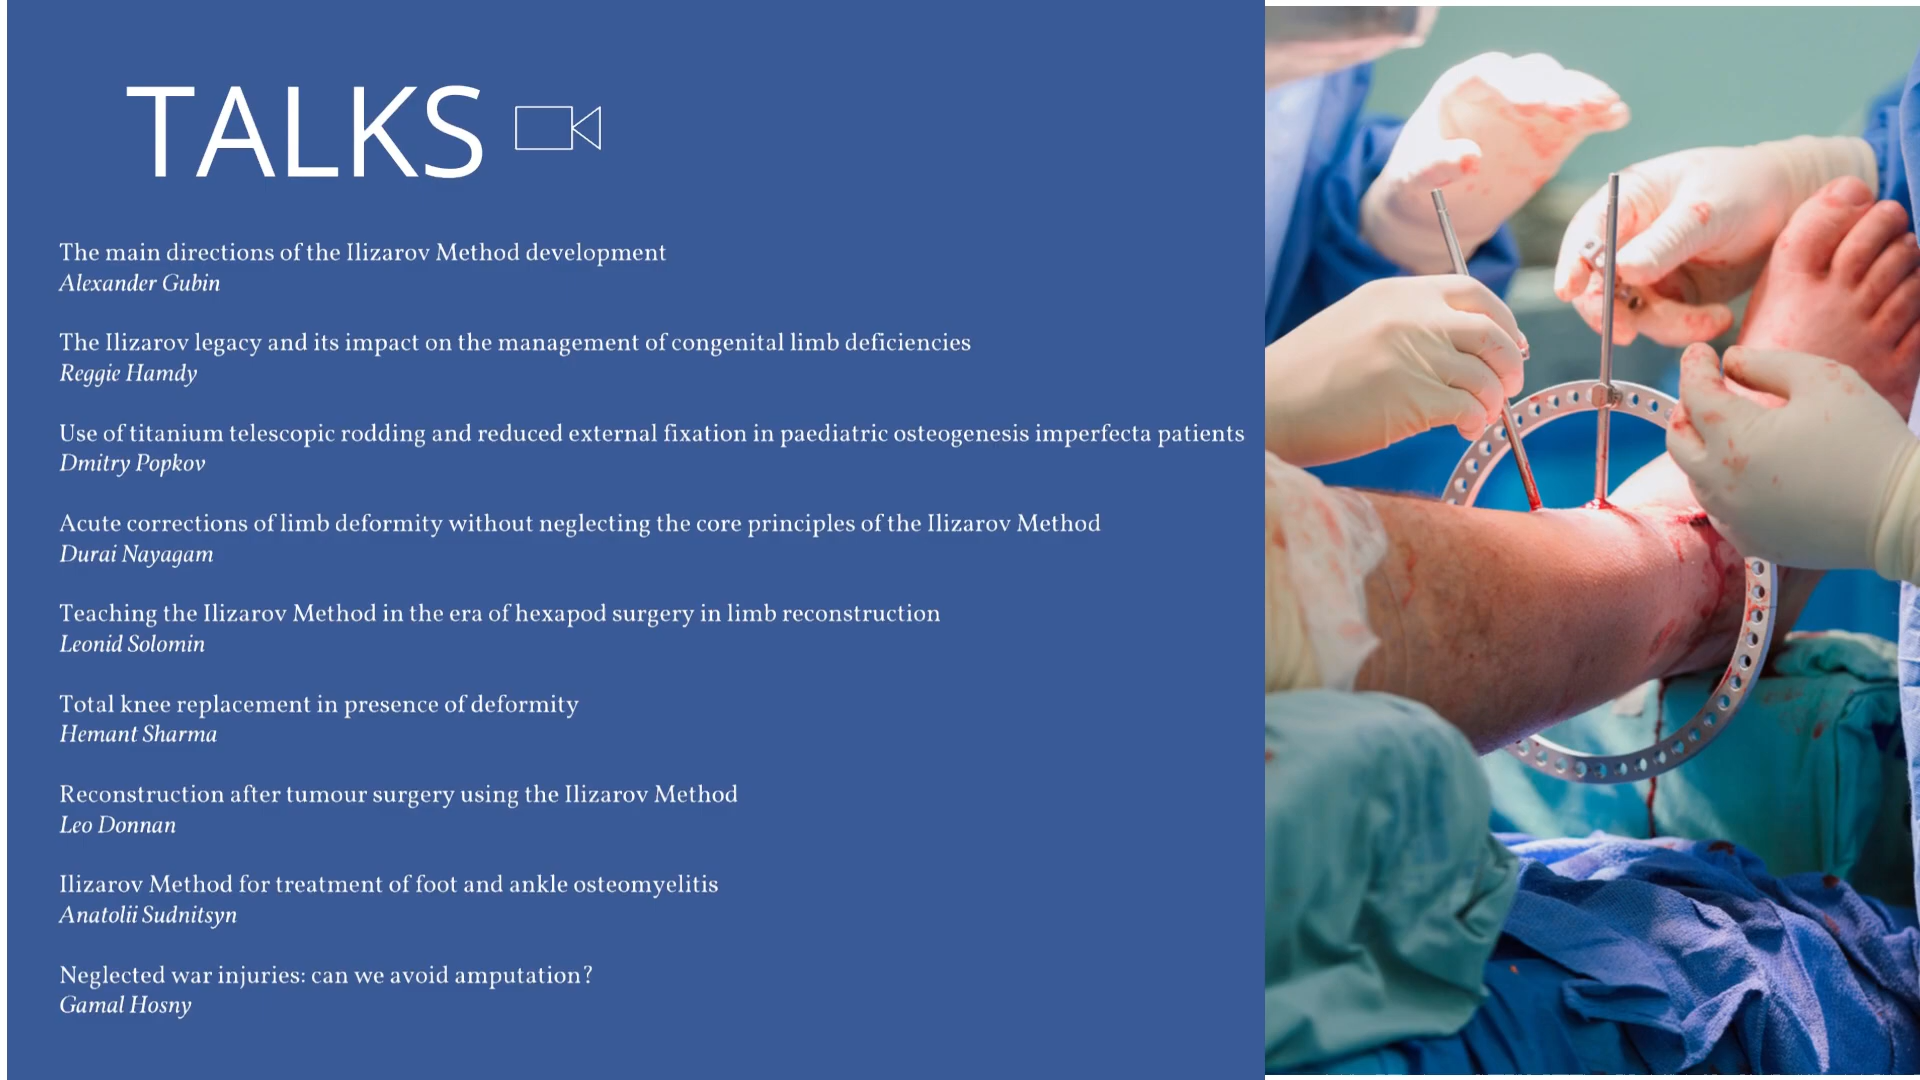 TALKS
The main directions of the Ilizarov Method development
Alexander Gubin
The Ilizarov legacy and its impact on the management of congenital limb deficiencies
Reggie Hamdy
Use of titanium telescopic rodding and reduced external fixation in paediatric osteogenesis imperfecta patients
Dmitry Popkov
Acute corrections of limb deformity without neglecting the core principles of the Ilizarov Method
Durai Nayagam
Teaching the Ilizarov Method in the era of hexapod surgery in limb reconstruction
Leonid Solomin
Total knee replacement in presence of deformity
Hemant Sharma
Reconstruction after tumour surgery using the Ilizarov Method
Leo Donnan
Ilizarov Method for treatment of foot and ankle osteomyelitis
Anatolii Sudnitsyn
Neglected war injuries: can we avoid amputation?
Gamal Hosny